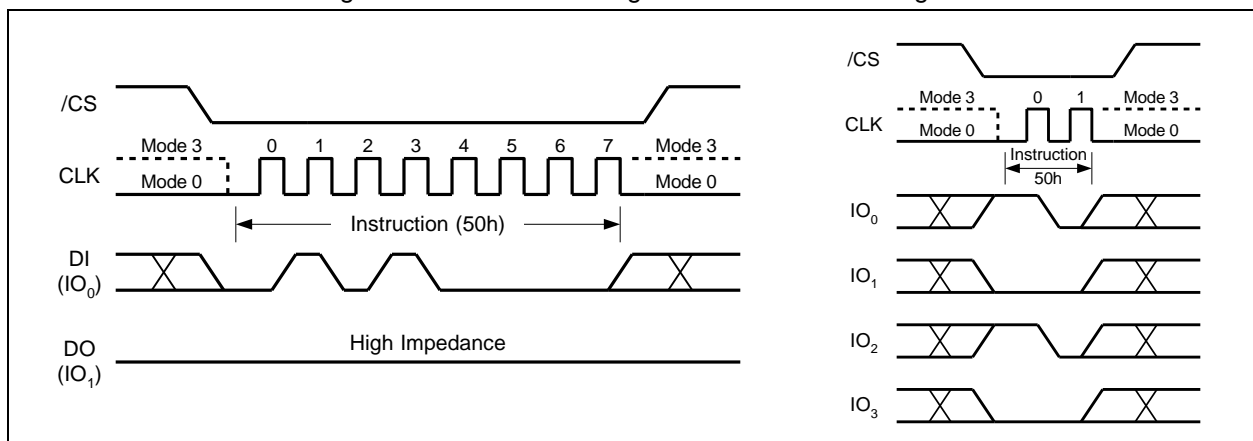 /CS
Mode 3 0 1 2 3 4 5 6 7 Mode 3
CLK
Mode 0 Mode 0
Instruction (50h)
DI
(IO0)
High Impedance
DO
(IO1)
/CS
Mode 3 0 1 Mode 3
CLK
Mode 0 Mode 0
Instruction
50h
IO0
IO1
IO2
IO3